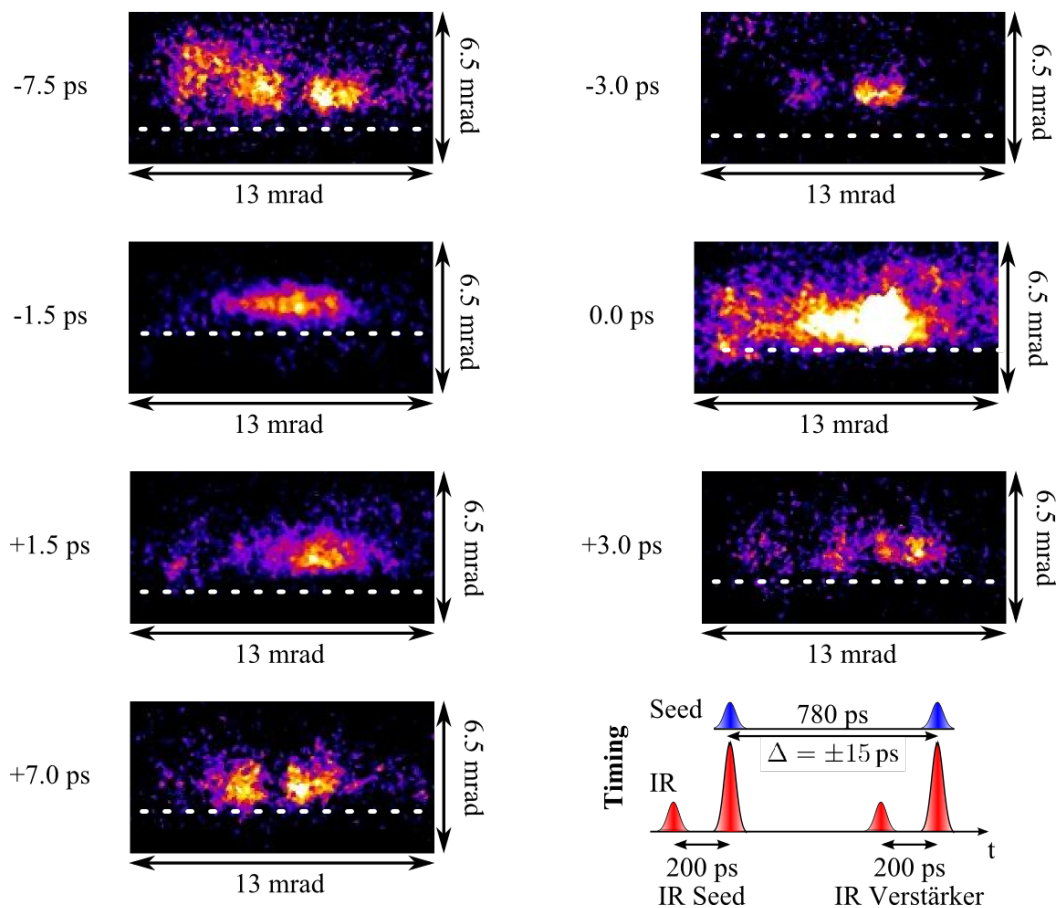 -7.5 ps
6.5 mrad
13 mrad
-3.0 ps
6.5 mrad
13 mrad
-1.5 ps
6.5 mrad
13 mrad
0.0 ps
6.5 mrad
13 mrad
+1.5 ps
6.5 mrad
13 mrad
+3.0 ps
6.5 mrad
13 mrad
+7.0 ps
6.5 mrad
13 mrad
Timing
Seed
780 ps
Δ = ±15 ps
IR
t
200 ps
200 ps
IR Seed
IR Verstärker